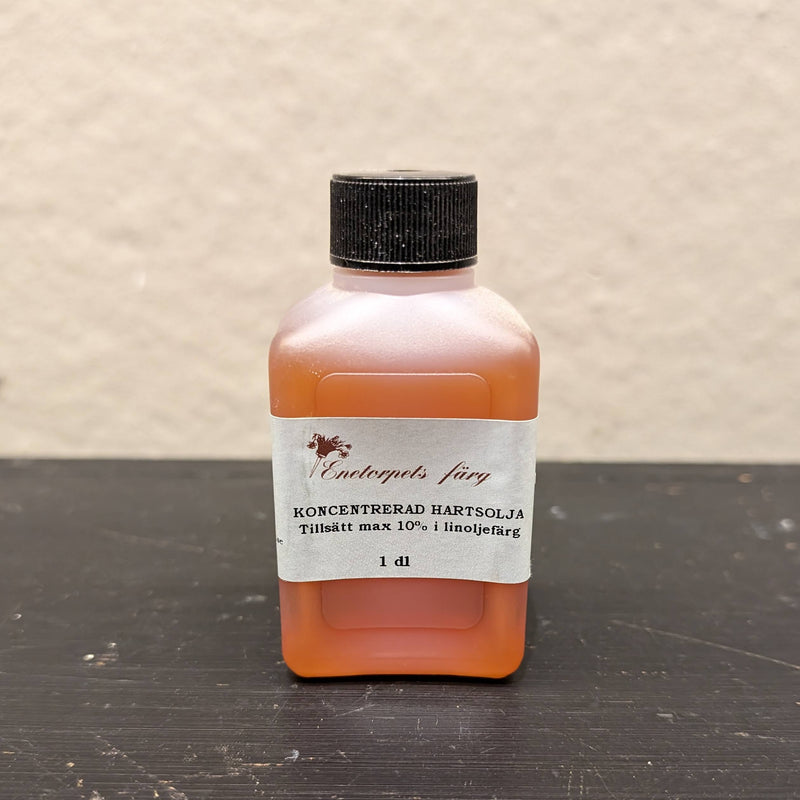 Enetorpets färg
KONCENTRERAD HARTSOLJA
Tillsätt max 10% i linoljefärg
1 dl